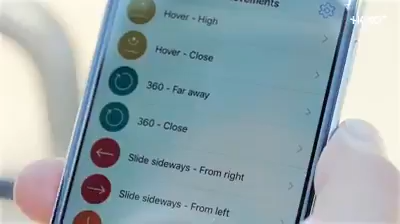 Hover - High
Hover - Close
360 - Far away
360 - Close
Slide sideways - From right
Slide sideways - From left